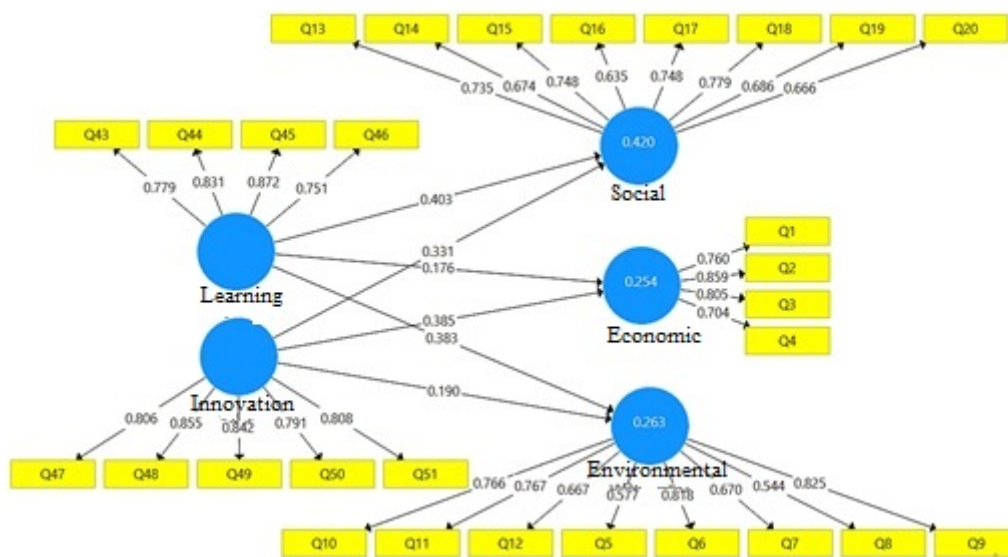 Q13 Q14 Q15 Q16 Q17 Q18 Q19 Q20
0.735 0.674 0.748 0.635 0.748 0.779 0.686 0.666
Q43 Q44 Q45 Q46
0.779 0.831 0.872 0.751
0.420
Social
0.403
0.331
0.176
Learning
Q1
0.760
Q2
0.859
0.254
0.805
Q3
0.704
Q4
Economic
0.385
0.383
Innovation
0.190
0.806 0.855 0.842 0.791 0.808
0.263
Environmental
Q47 Q48 Q49 Q50 Q51
0.766 0.767 0.667 0.577 0.818 0.670 0.544 0.825
Q10 Q11 Q12 Q5 Q6 Q7 Q8 Q9